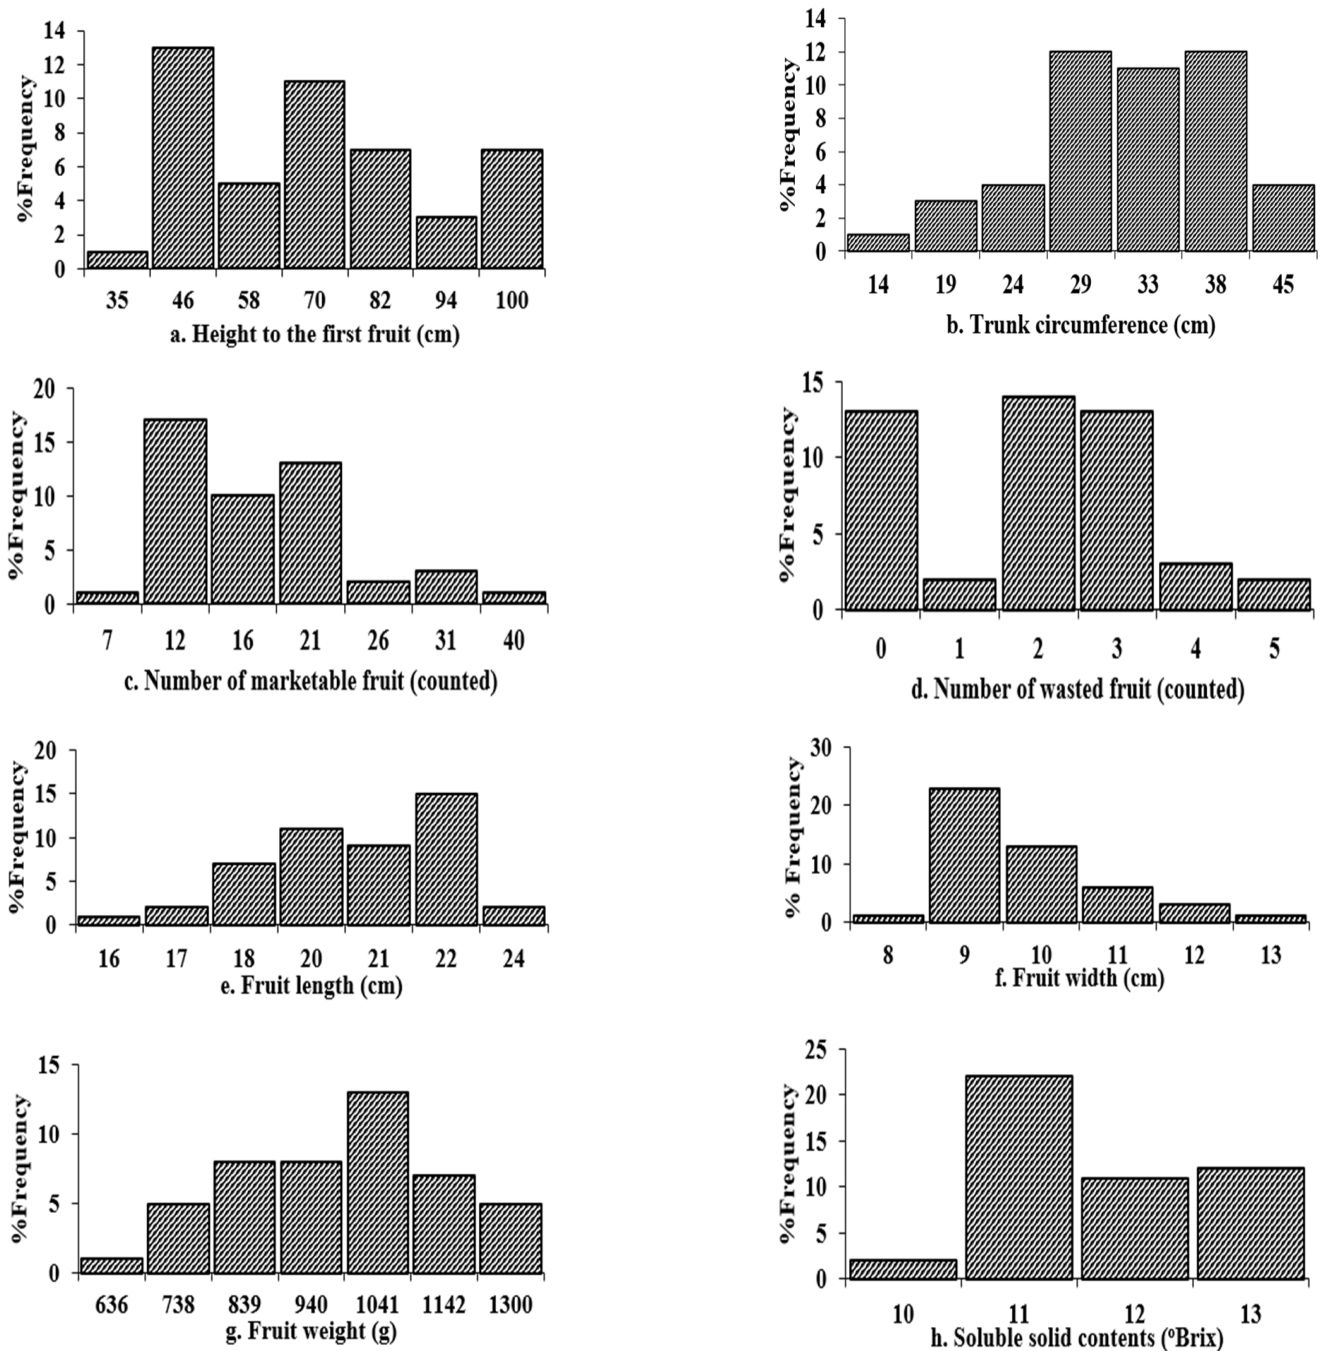 14
12
10
8
6
4
2
0
%Frequency
35 46 58 70 82 94 100
a. Height to the first fruit (cm)
14
12
10
8
6
4
2
0
%Frequency
14 19 24 29 33 38 45
b. Trunk circumference (cm)
20
15
10
5
0
%Frequency
7 12 16 21 26 31 40
c. Number of marketable fruit (counted)
15
10
5
0
%Frequency
0 1 2 3 4 5
d. Number of wasted fruit (counted)
20
15
10
5
0
%Frequency
16 17 18 20 21 22 24
e. Fruit length (cm)
30
20
10
0
% Frequency
8 9 10 11 12 13
f. Fruit width (cm)
15
10
5
0
%Frequency
636 738 839 940 1041 1142 1300
g. Fruit weight (g)
25
20
15
10
5
0
%Frequency
10 11 12 13
h. Soluble solid contents (ºBrix)